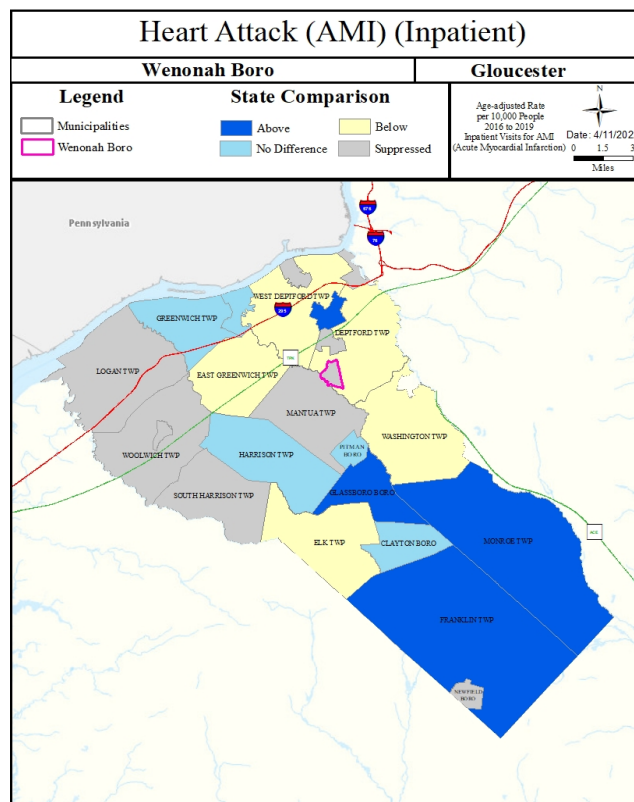 Heart Attack (AMI) (Inpatient)
Wenonah Boro
Gloucester
Legend
Municipalities
Wenonah Boro
State Comparison
Above
Below
No Difference
Suppressed
Age-adjusted Rate
per 10,000 People
2016 to 2019
Inpatient Visits for AMI
(Acute Myocardial Infarction)
N
Date: 4/11/202
0 1.5 3
Miles
Pennsylvania
676
76
WEST DEPTFORD TWP
GREENWICH TWP
295
DEPTFORD TWP
LOGAN TWP
EAST GREENWICH TWP
MANTUA TWP
WASHINGTON TWP
PITMAN
BORO
WOOLWICH TWP
HARRISON TWP
SOUTH HARRISON TWP
GLASSBORO BORO
ELK TWP
CLAYTON BORO
MONROE TWP
FRANKLIN TWP
NEWFIELD
BORO